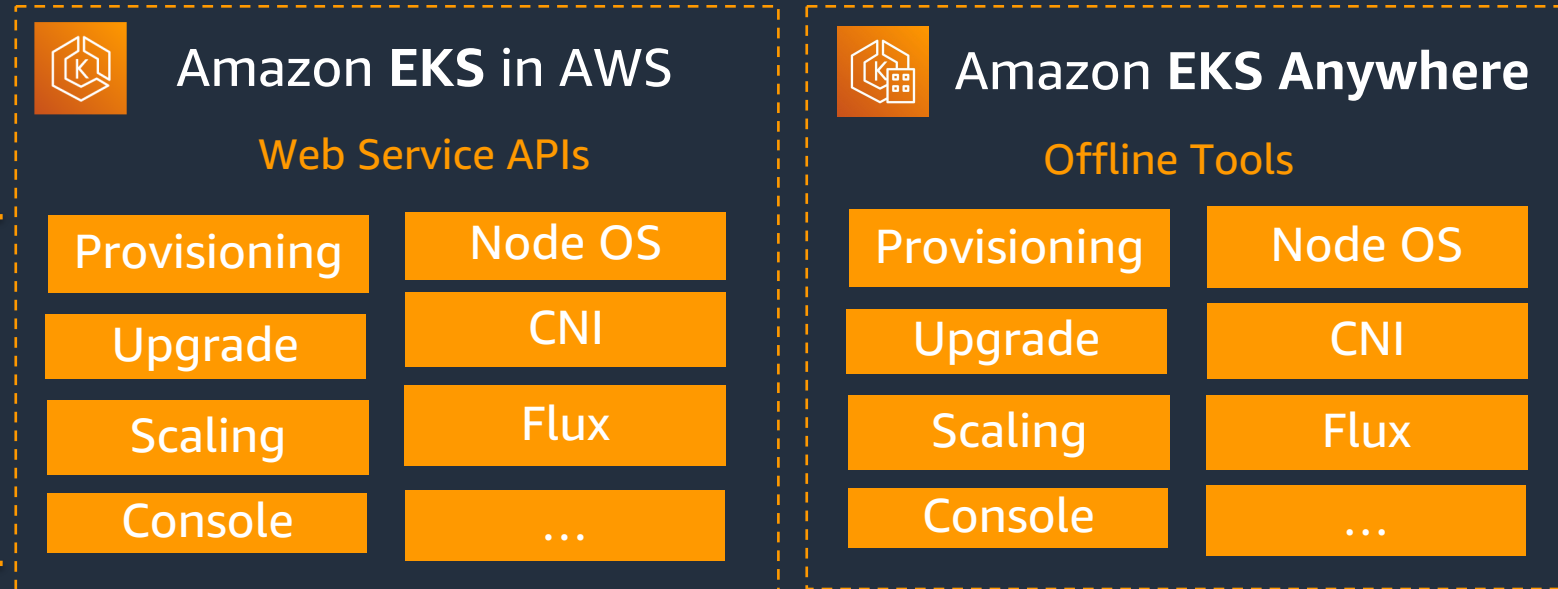 Amazon EKS in AWS
Web Service APIs
Provisioning
Node OS
Upgrade
CNI
Scaling
Flux
Console
...
Amazon EKS Anywhere
Offline Tools
Provisioning
Node OS
Upgrade
CNI
Scaling
Flux
Console
...